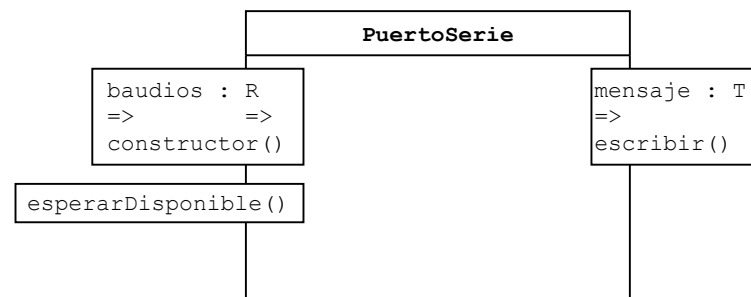 PuertoSerie
baudios : R
=> =>
constructor()
mensaje : T
=>
escribir()
esperarDisponible()